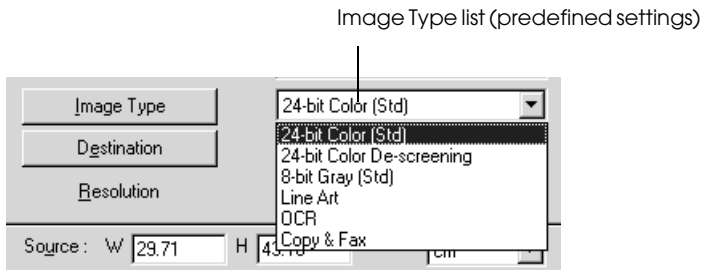 Image Type list (predefined settings)
Image Type
24-bit Color (Std)
24-bit Color (Std)
Destination
24-bit Color De-screening
8-bit Gray (Std)
Resolution
Line Art
OCR
Copy & Fax
Source : W 29.71 H cm